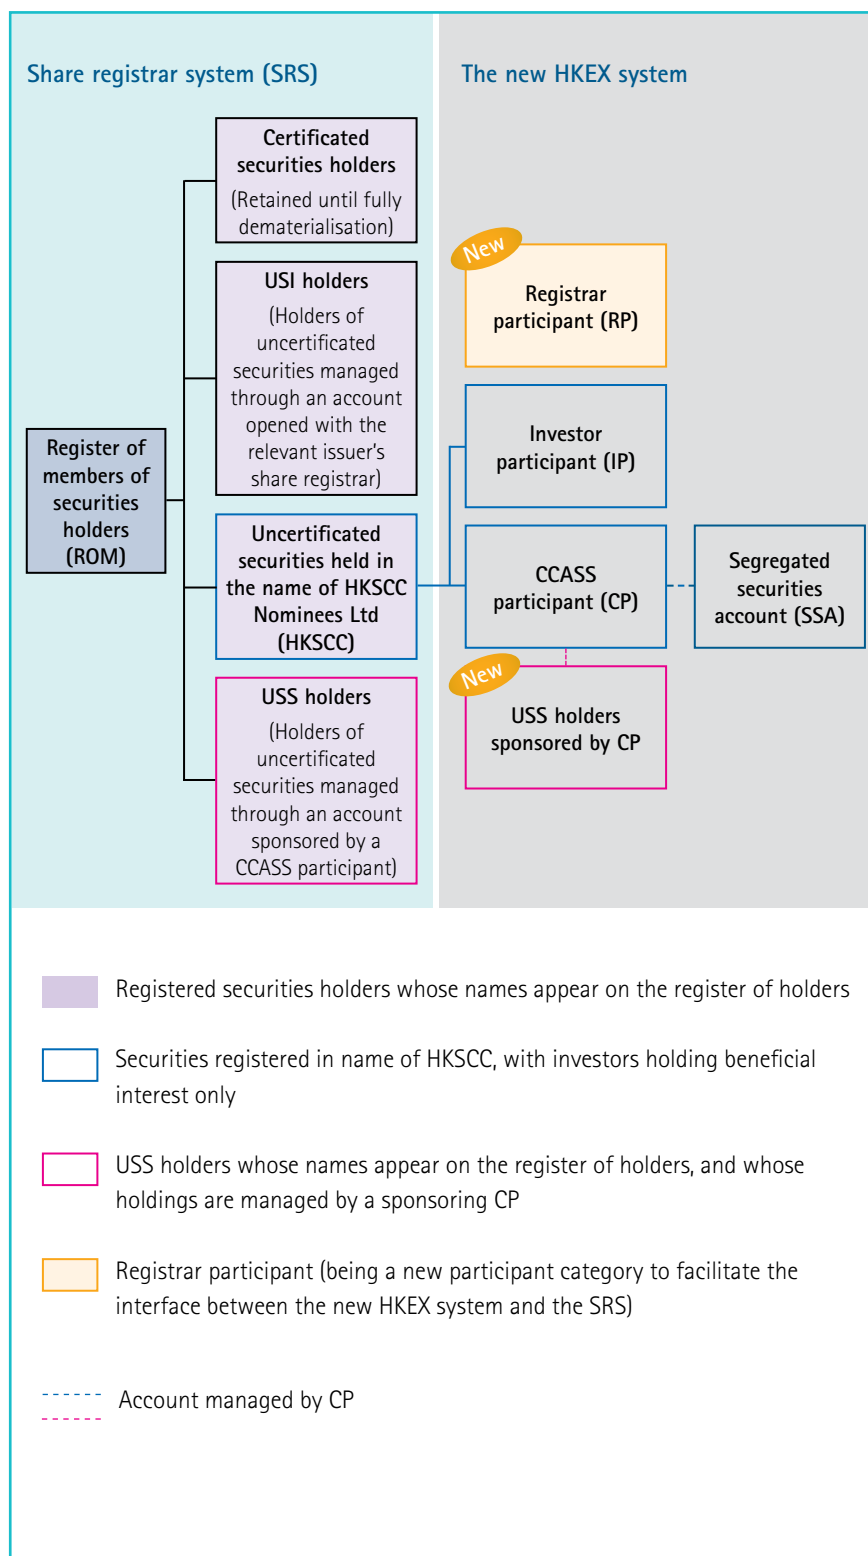 Share registrar system (SRS)
The new HKEX system
Certificated
securities holders
(Retained until fully
dematerialisation)
USI holders
(Holders of
uncertificated
securities managed
through an account
opened with the
relevant issuer's
share registrar)
Register of
members of
securities
holders
(ROM)
Uncertificated
securities held in
the name of HKSCC
Nominees Ltd
(HKSCC)
USS holders
(Holders of
uncertificated
securities managed
through an account
sponsored by a
CCASS participant)
New
Registrar
participant (RP)
Investor
participant (IP)
CCASS
participant (CP)
Segregated
securities
account (SSA)
New
USS holders
sponsored by CP
Registered securities holders whose names appear on the register of holders
Securities registered in name of HKSCC, with investors holding beneficial
interest only
USS holders whose names appear on the register of holders, and whose
holdings are managed by a sponsoring CP
Registrar participant (being a new participant category to facilitate the
interface between the new HKEX system and the SRS)
Account managed by CP